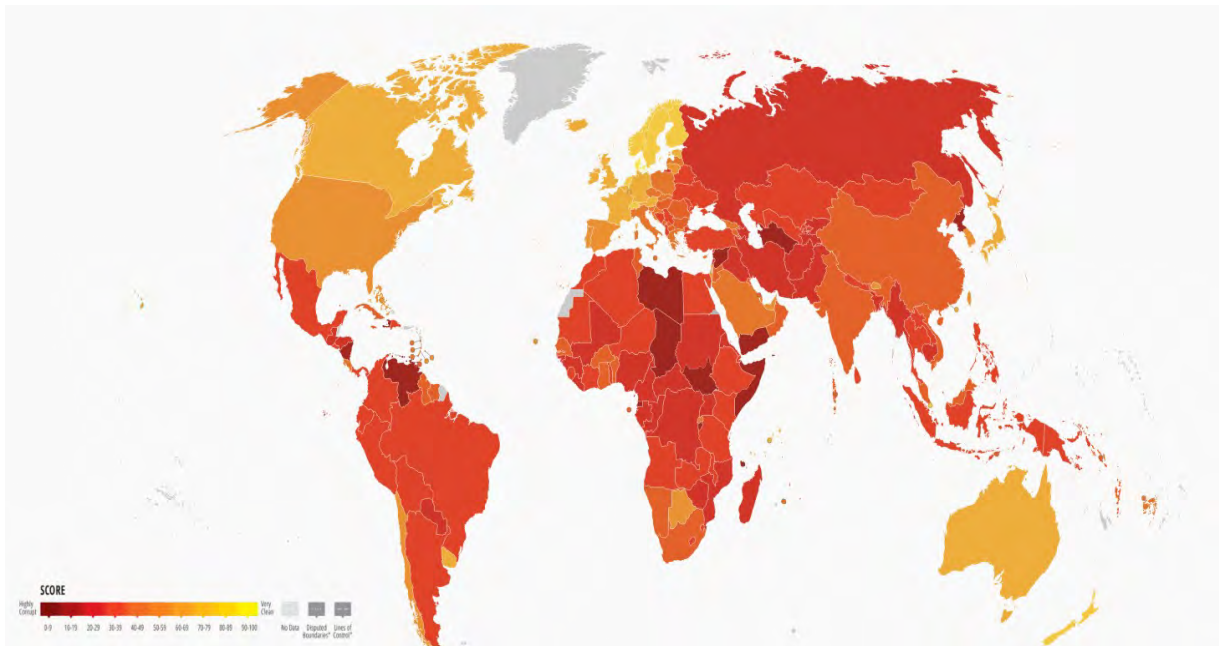 SCORE
Highly Corrupt
Very Clean
0-9 10-19 20-29 30-39 40-49 50-59 60-69 70-79 80-89 90-100
No Data
Disputed Boundaries*
Lines of Control*